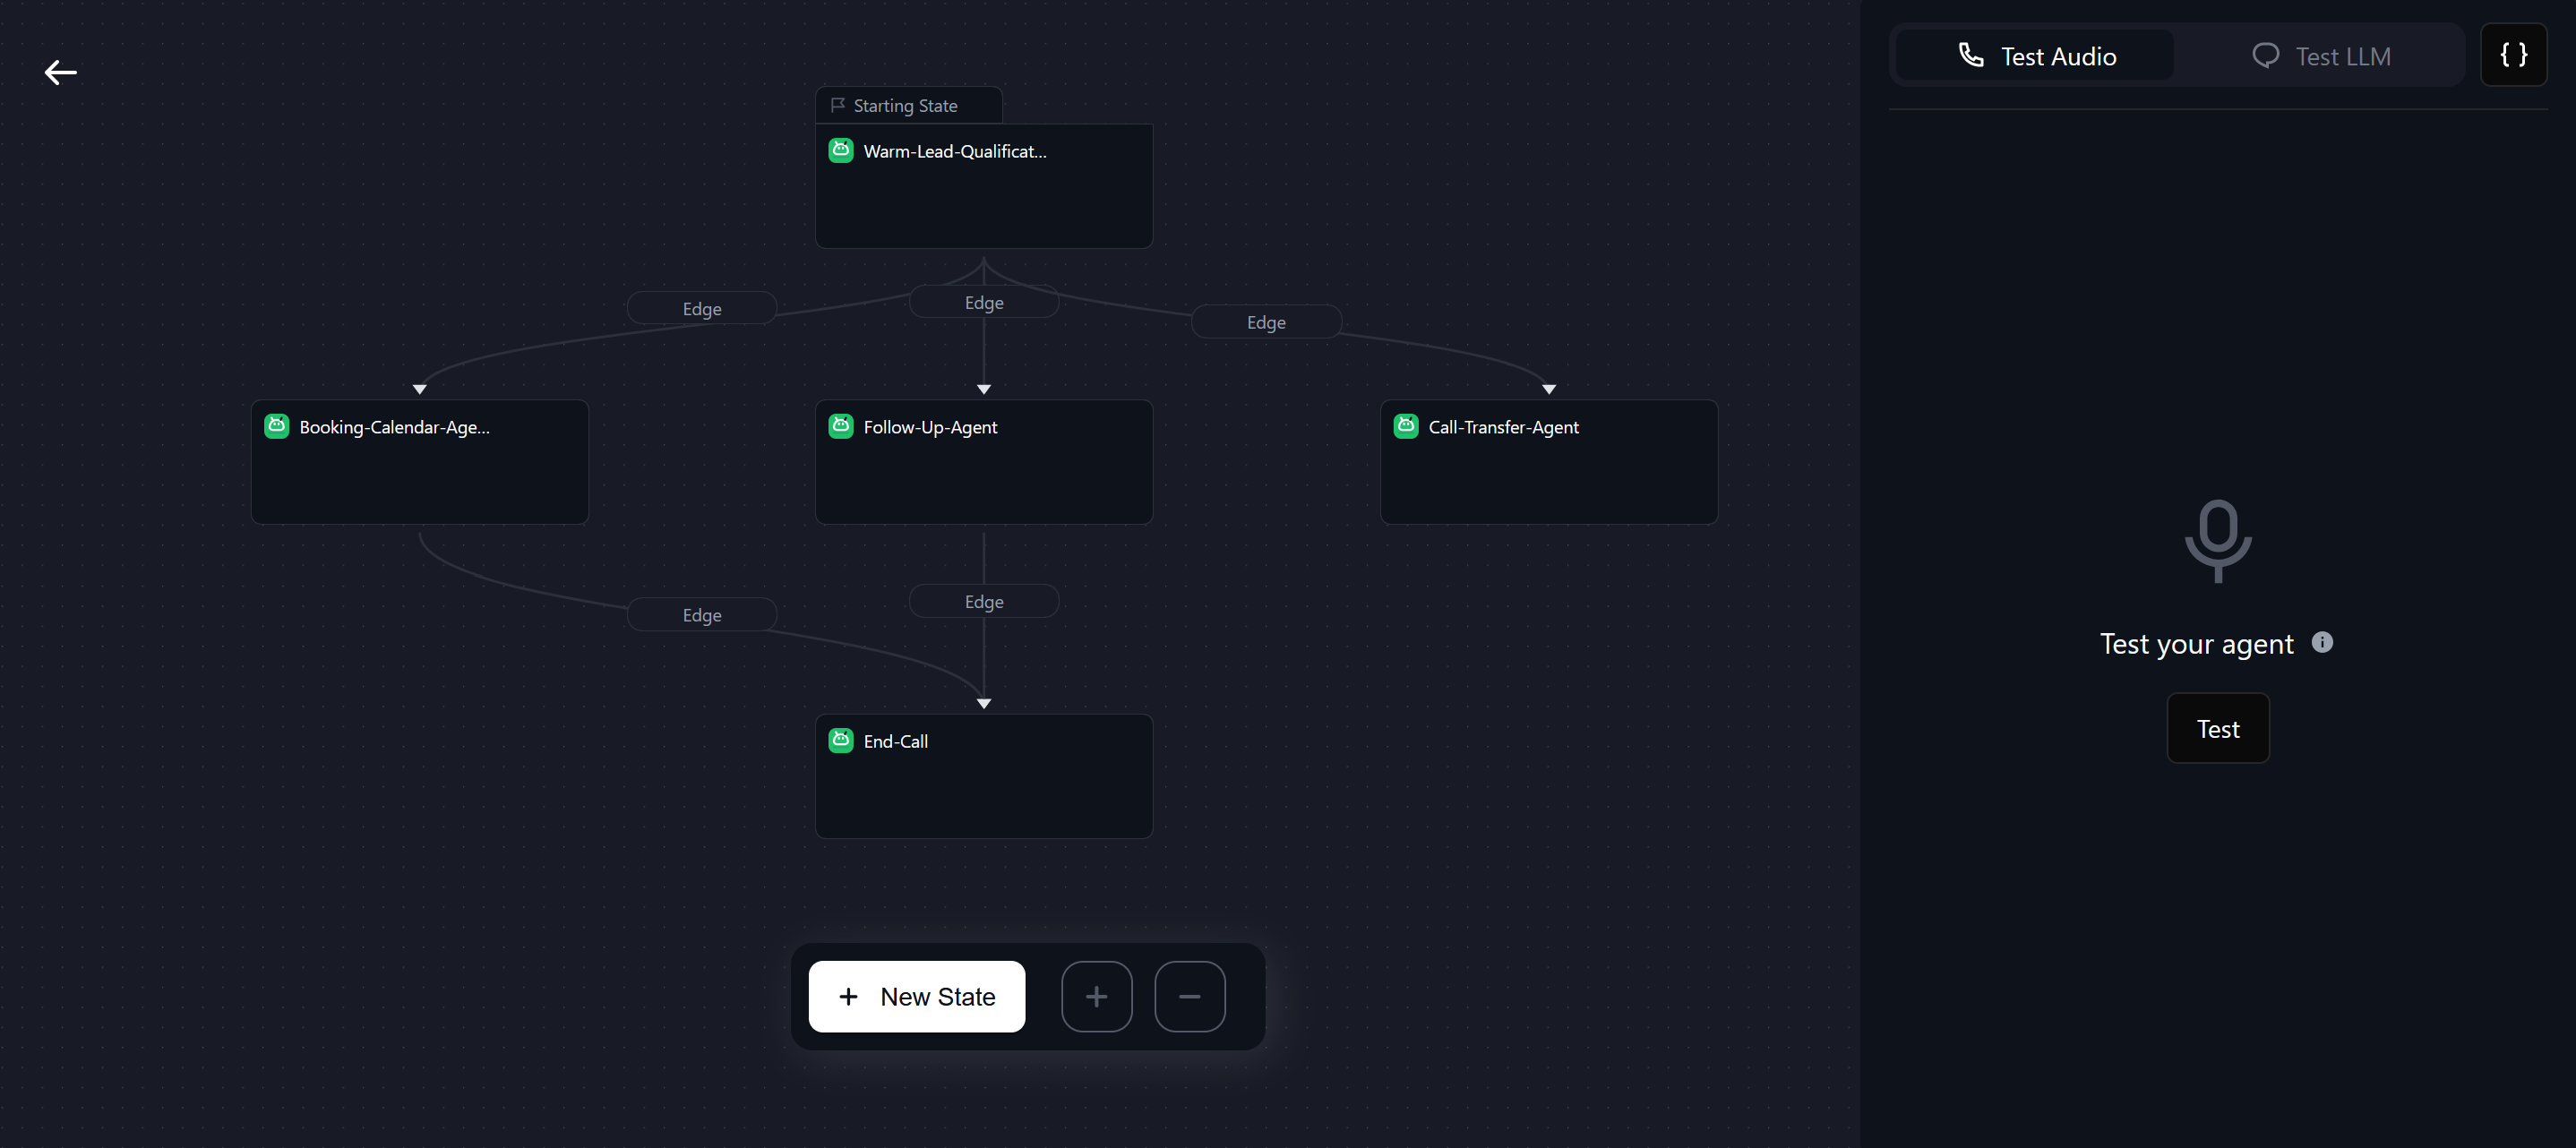 Starting State
Warm-Lead-Qualificat...
Edge
Edge
Edge
Booking-Calendar-Age...
Follow-Up-Agent
Call-Transfer-Agent
Edge
Edge
End-Call
+ New State
+
−
Test Audio
Test LLM
{ }
Test your agent
Test